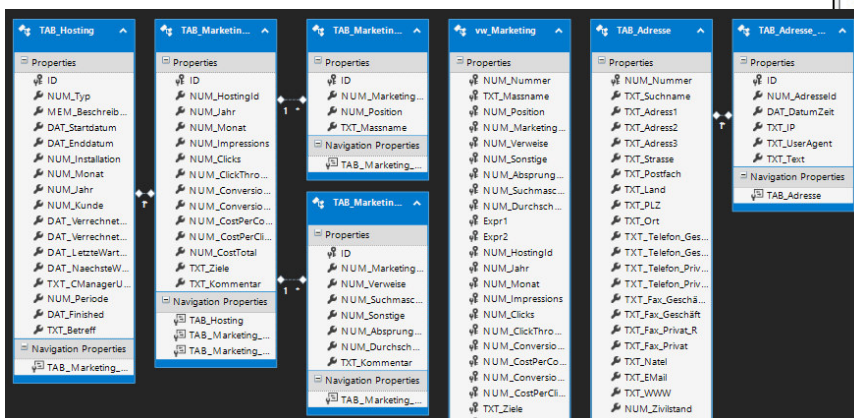 TAB_Hosting
Properties
ID
NUM_Typ
MEM_Beschreib...
DAT_Startdatum
DAT_Enddatum
NUM_Installation
NUM_Monat
NUM_Jahr
NUM_Kunde
DAT_Verrechnet...
DAT_Verrechnet...
DAT_LetzteWart...
DAT_NaechsteW...
TXT_CManagerU...
NUM_Periode
DAT_Finished
TXT_Betreff
Navigation Properties
TAB_Marketing_...
TAB_Marketin...
Properties
ID
NUM_HostingId
NUM_Jahr
NUM_Monat
NUM_Impressions
NUM_Clicks
NUM_ClickThro...
NUM_Conversio...
NUM_Conversio...
NUM_CostPerCo...
NUM_CostPerCli...
NUM_CostTotal
TXT_Ziele
TXT_Kommentar
Navigation Properties
TAB_Hosting
TAB_Marketing_...
TAB_Marketing_...
1 *
1 *
TAB_Marketin...
Properties
ID
NUM_Marketing...
NUM_Position
TXT_Massname
Navigation Properties
TAB_Marketing_...
TAB_Marketin...
Properties
ID
NUM_Marketing...
NUM_Verweise
NUM_Suchmasc...
NUM_Sonstige
NUM_Absprung...
NUM_Durchsch...
TXT_Kommentar
Navigation Properties
TAB_Marketing_...
vw_Marketing
Properties
NUM_Nummer
TXT_Massname
NUM_Position
NUM_Marketing...
NUM_Verweise
NUM_Sonstige
NUM_Absprung...
NUM_Suchmasc...
NUM_Durchsch...
Expr1
Expr2
NUM_HostingId
NUM_Jahr
NUM_Monat
NUM_Impressions
NUM_Clicks
NUM_ClickThro...
NUM_Conversio...
NUM_CostPerCo...
NUM_Conversio...
NUM_CostPerCli...
TXT_Ziele
TAB_Adresse
Properties
NUM_Nummer
TXT_Suchname
TXT_Adress1
TXT_Adress2
TXT_Adress3
TXT_Strasse
TXT_Postfach
TXT_Land
TXT_PLZ
TXT_Ort
TXT_Telefon_Ges...
TXT_Telefon_Ges...
TXT_Telefon_Priv...
TXT_Telefon_Priv...
TXT_Fax_Geschä...
TXT_Fax_Geschäft
TXT_Fax_Privat_R
TXT_Fax_Privat
TXT_Natel
TXT_EMail
TXT_WWW
NUM_Zivilstand
TAB_Adresse_...
Properties
ID
NUM_AdresseId
DAT_DatumZeit
TXT_IP
TXT_UserAgent
TXT_Text
Navigation Properties
TAB_Adresse